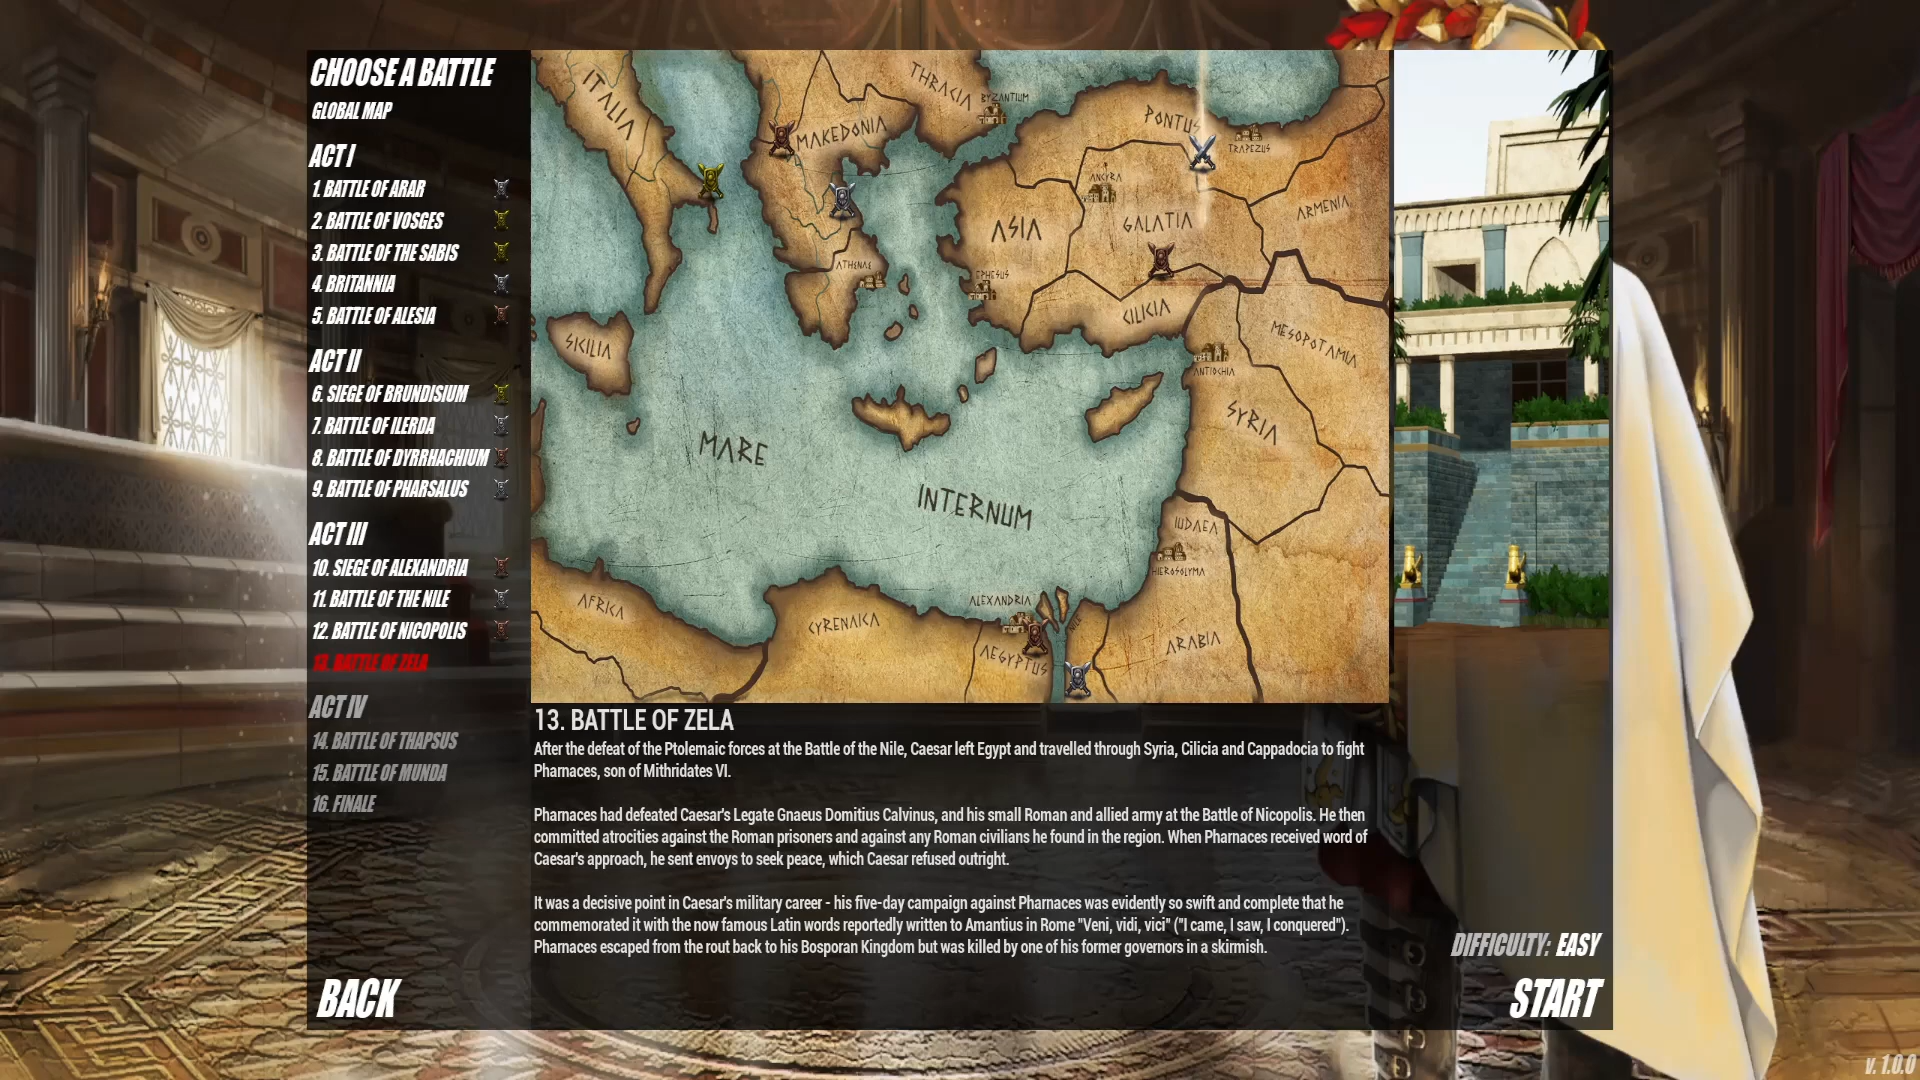 CHOOSE A BATTLE
GLOBAL MAP
ACT I
1. BATTLE OF ARAR
2. BATTLE OF VOSGES
3. BATTLE OF THE SABIS
4. BRITANNIA
5. BATTLE OF ALESIA
ACT II
6. SIEGE OF BRUNDISIUM
7. BATTLE OF ILERDA
8. BATTLE OF DYRRHACHIUM
9. BATTLE OF PHARSALUS
ACT III
10. SIEGE OF ALEXANDRIA
11. BATTLE OF THE NILE
12. BATTLE OF NICOPOLIS
13. BATTLE OF ZELA
ACT IV
14. BATTLE OF THAPSUS
15. BATTLE OF MUNDA
16. FINALE
BACK
ITALIA
THRACIA
BYZANTIUM
MAKEDONIA
PONTUS
TRAPEZUS
ANCYRA
ASIA
GALATIA
ARMENIA
ATHENAE
EPHESUS
CILICIA
SICILIA
MESOPOTAMIA
ANTIOCHIA
SYRIA
MARE
INTERNUM
IUDAEA
HIEROSOLYMA
AFRICA
CYRENAICA
ALEXANDRIA
AEGYPTUS
ARABIA
13. BATTLE OF ZELA
After the defeat of the Ptolemaic forces at the Battle of the Nile, Caesar left Egypt and travelled through Syria, Cilicia and Cappadocia to fight
Pharnaces, son of Mithridates VI.
Pharnaces had defeated Caesar's Legate Gnaeus Domitius Calvinus, and his small Roman and allied army at the Battle of Nicopolis. He then
committed atrocities against the Roman prisoners and against any Roman civilians he found in the region. When Pharnaces received word of
Caesar's approach, he sent envoys to seek peace, which Caesar refused outright.
It was a decisive point in Caesar's military career - his five-day campaign against Pharnaces was evidently so swift and complete that he
commemorated it with the now famous Latin words reportedly written to Amantius in Rome "Veni, vidi, vici" ("I came, I saw, I conquered").
Pharnaces escaped from the rout back to his Bosporan Kingdom but was killed by one of his former governors in a skirmish.
DIFFICULTY: EASY
START
v. 1.0.0